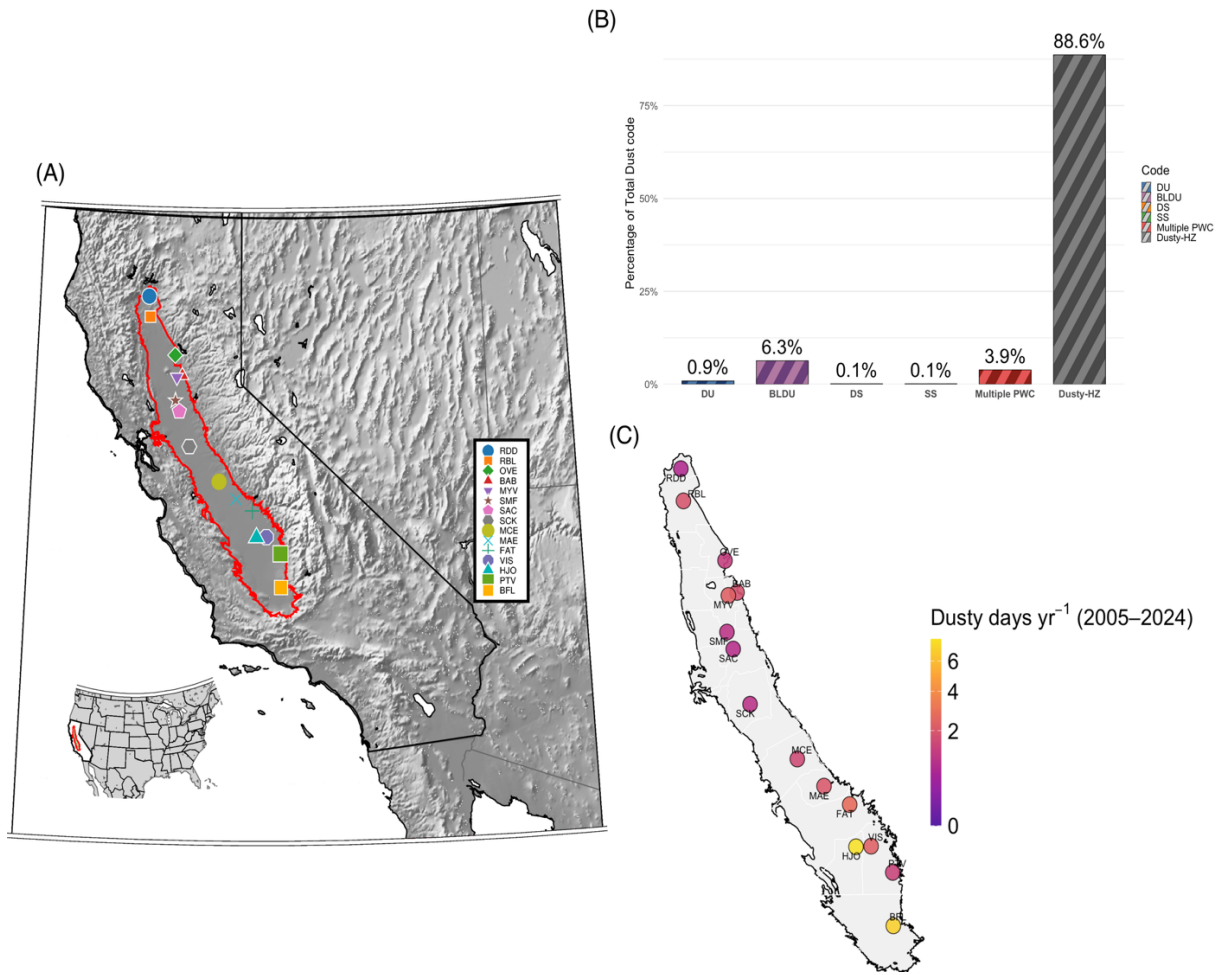 (A)
RDD
RBL
OVE
BAB
MYV
SMF
SAC
SCK
MCE
MAE
FAT
VIS
HJO
PTV
BFL
(B)
Percentage of Total Dust code
75%
50%
25%
0%
0.9%
6.3%
0.1%
0.1%
3.9%
88.6%
DU
BLDU
DS
SS
Multiple PWC
Dusty-HZ
Code
DU
BLDU
DS
SS
Multiple PWC
Dusty-HZ
(C)
RDD
RBL
OVE
BAB
MYV
SMF
SAC
SCK
MCE
MAE
FAT
VIS
HJO
PTV
BFL
Dusty days yr⁻¹ (2005–2024)
6
4
2
0